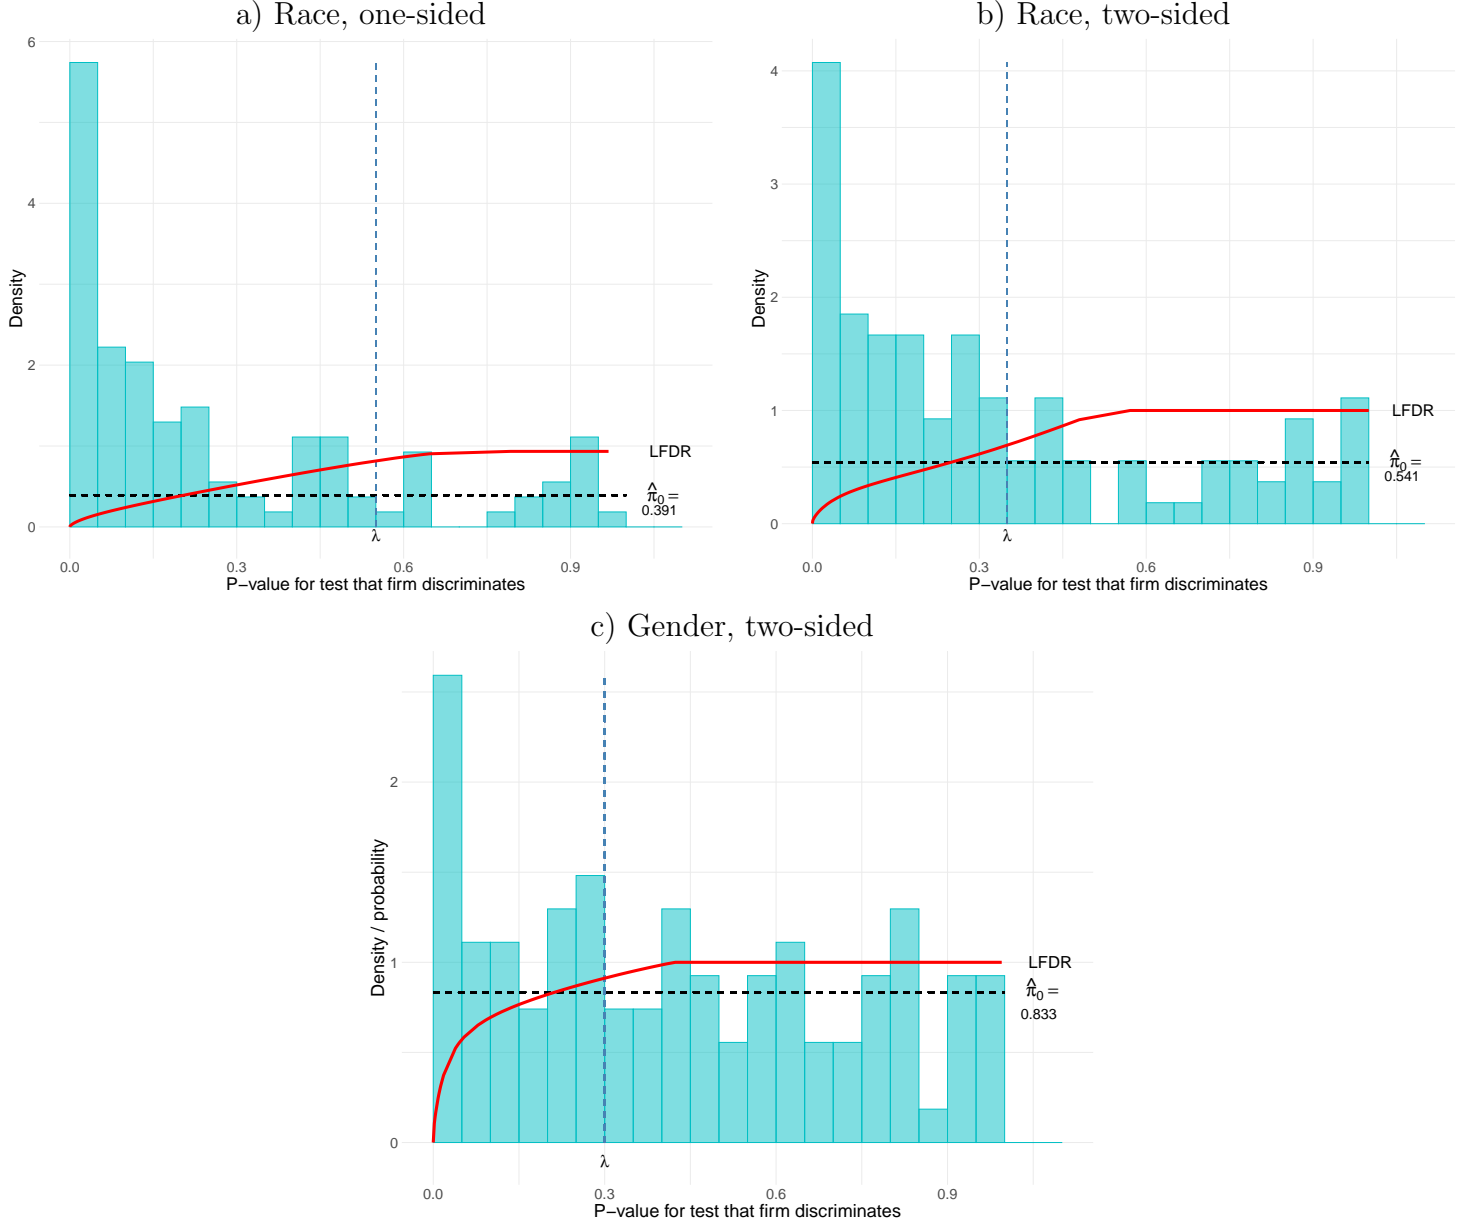 a) Race, one-sided
6
4
2
0
Density
LFDR
π̂0 =
0.391
λ
0.0 0.3 0.6 0.9
P−value for test that firm discriminates
b) Race, two-sided
4
3
2
1
0
Density
LFDR
π̂0 =
0.541
λ
0.0 0.3 0.6 0.9
P−value for test that firm discriminates
c) Gender, two-sided
2
1
0
Density / probability
LFDR
π̂0 =
0.833
λ
0.0 0.3 0.6 0.9
P−value for test that firm discriminates